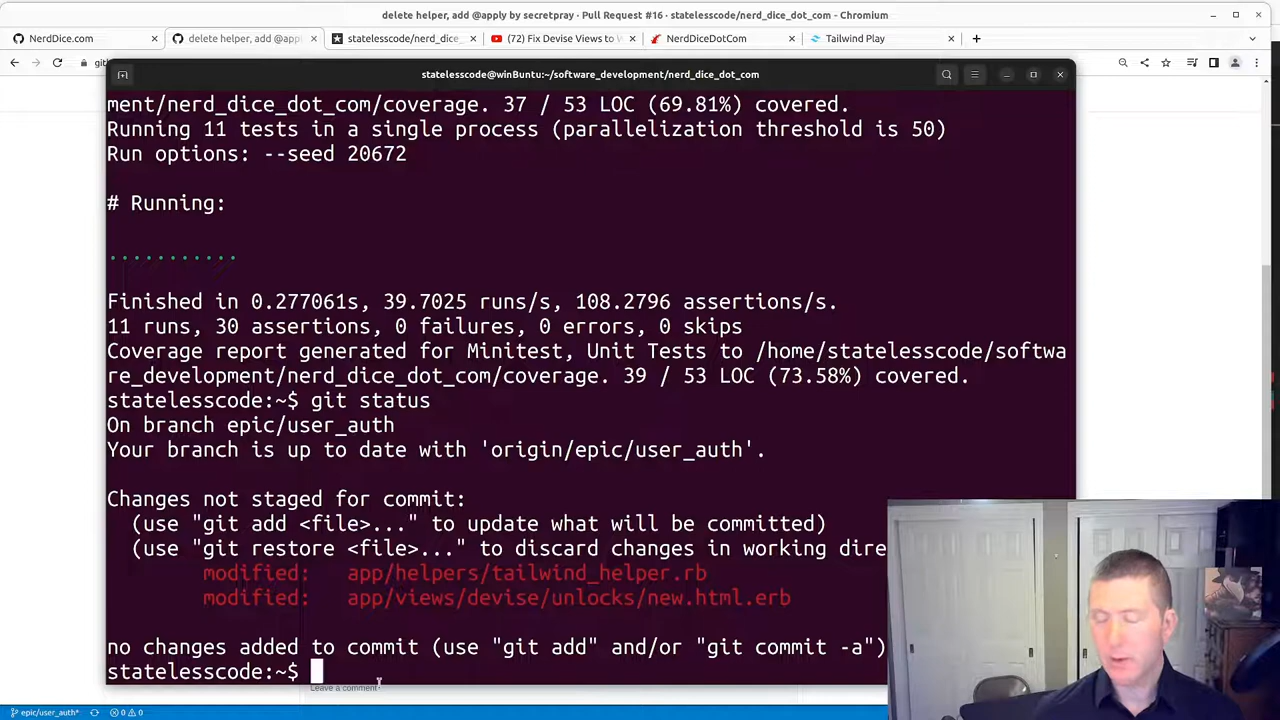 delete helper, add @apply by secretpray · Pull Request #16 · statelesscode/nerd_dice_dot_com - Chromium
NerdDice.com
delete helper, add @appl
statelesscode/nerd_dice_
(72) Fix Devise Views to W
NerdDiceDotCom
Tailwind Play
statelesscode@winBuntu:~/software_development/nerd_dice_dot_com
ment/nerd_dice_dot_com/coverage. 37 / 53 LOC (69.81%) covered.
Running 11 tests in a single process (parallelization threshold is 50)
Run options: --seed 20672
# Running:
...........
Finished in 0.277061s, 39.7025 runs/s, 108.2796 assertions/s.
11 runs, 30 assertions, 0 failures, 0 errors, 0 skips
Coverage report generated for Minitest, Unit Tests to /home/statelesscode/softwa
re_development/nerd_dice_dot_com/coverage. 39 / 53 LOC (73.58%) covered.
statelesscode:~$ git status
On branch epic/user_auth
Your branch is up to date with 'origin/epic/user_auth'.
Changes not staged for commit:
(use "git add <file>..." to update what will be committed)
(use "git restore <file>..." to discard changes in working dire
modified: app/helpers/tailwind_helper.rb
modified: app/views/devise/unlocks/new.html.erb
no changes added to commit (use "git add" and/or "git commit -a")
statelesscode:~$
Leave a comment
epic/user_auth* 0 0